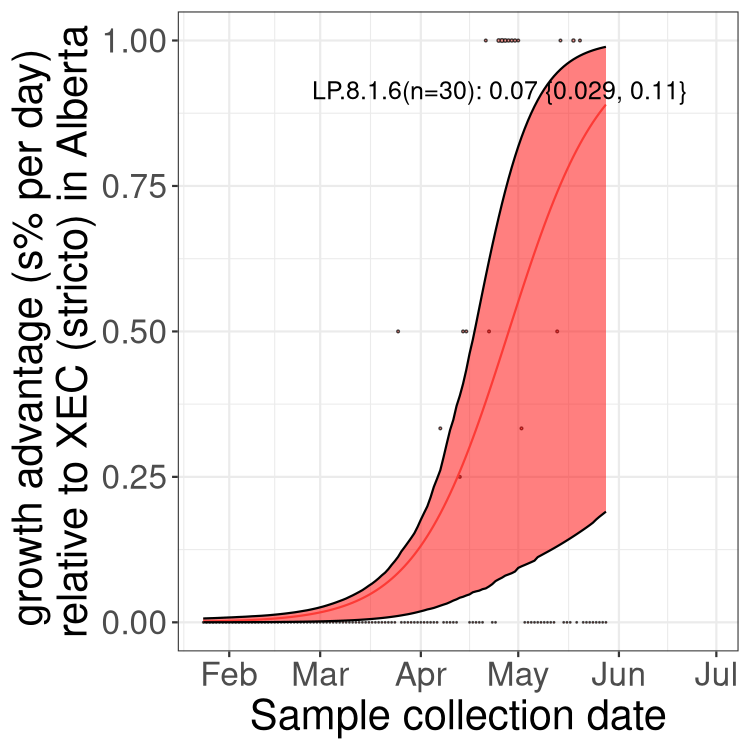 growth advantage (s% per day)
relative to XEC (stricto) in Alberta
1.00
0.75
0.50
0.25
0.00
LP.8.1.6(n=30): 0.07 {0.029, 0.11}
Feb Mar Apr May Jun Jul
Sample collection date